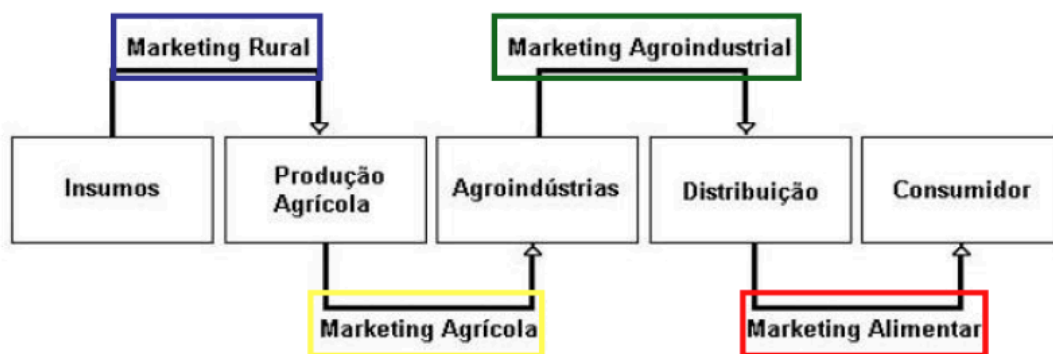 Marketing Rural
Marketing Agroindustrial
Insumos
Produção
Agrícola
Agroindústrias
Distribuição
Consumidor
Marketing Agrícola
Marketing Alimentar